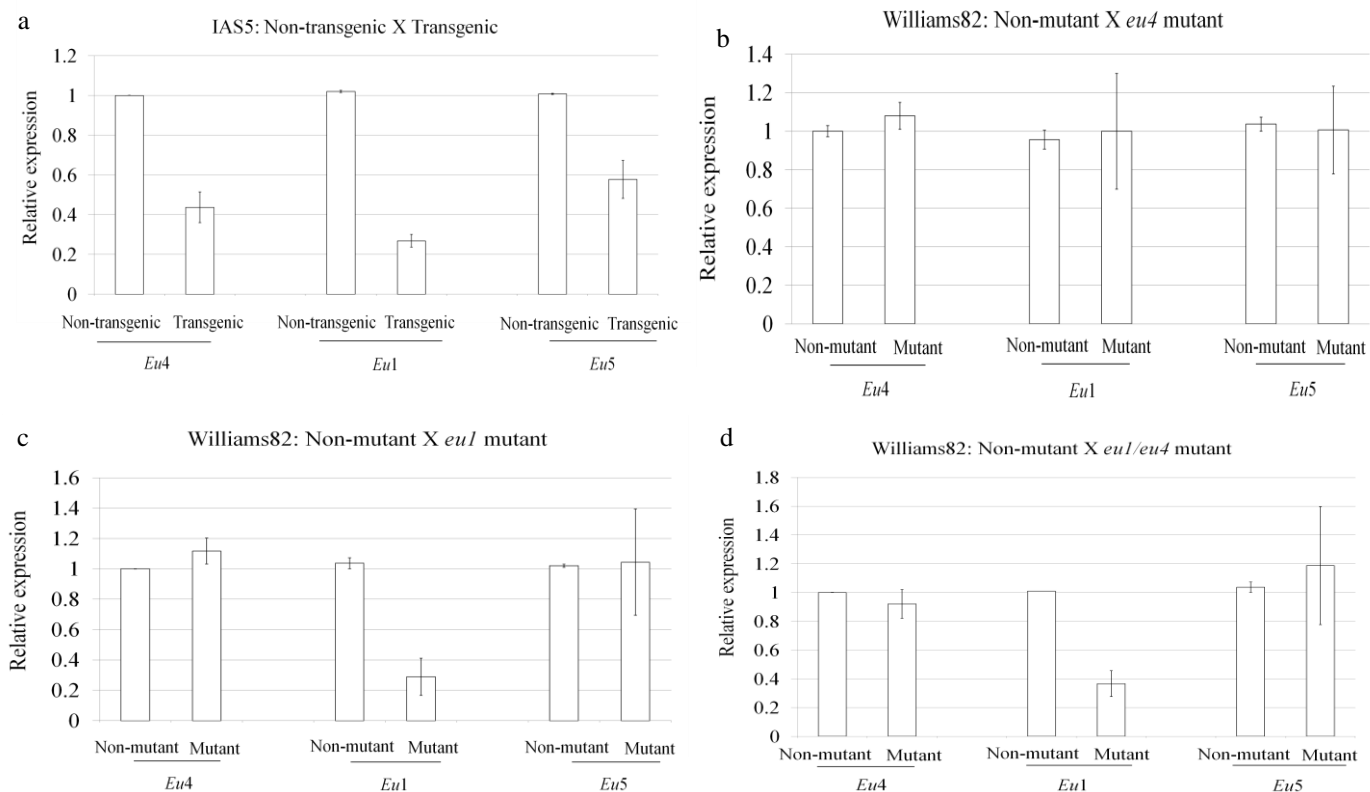 a
IAS5: Non-transgenic X Transgenic
Relative expression
1.2
1
0.8
0.6
0.4
0.2
0
Non-transgenic Transgenic Non-transgenic Transgenic Non-transgenic Transgenic
Eu4 Eu1 Eu5
b
Williams82: Non-mutant X eu4 mutant
Relative expression
1.4
1.2
1
0.8
0.6
0.4
0.2
0
Non-mutant Mutant Non-mutant Mutant Non-mutant Mutant
Eu4 Eu1 Eu5
c
Williams82: Non-mutant X eu1 mutant
Relative expression
1.6
1.4
1.2
1
0.8
0.6
0.4
0.2
0
Non-mutant Mutant Non-mutant Mutant Non-mutant Mutant
Eu4 Eu1 Eu5
d
Williams82: Non-mutant X eu1/eu4 mutant
Relative expression
1.8
1.6
1.4
1.2
1
0.8
0.6
0.4
0.2
0
Non-mutant Mutant Non-mutant Mutant Non-mutant Mutant
Eu4 Eu1 Eu5